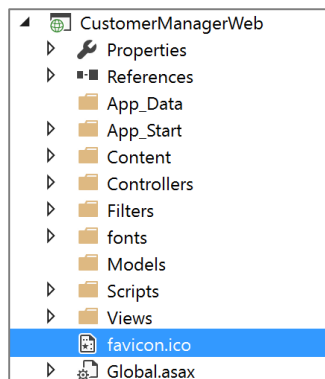 CustomerManagerWeb
Properties
References
App_Data
App_Start
Content
Controllers
Filters
fonts
Models
Scripts
Views
favicon.ico
Global.asax